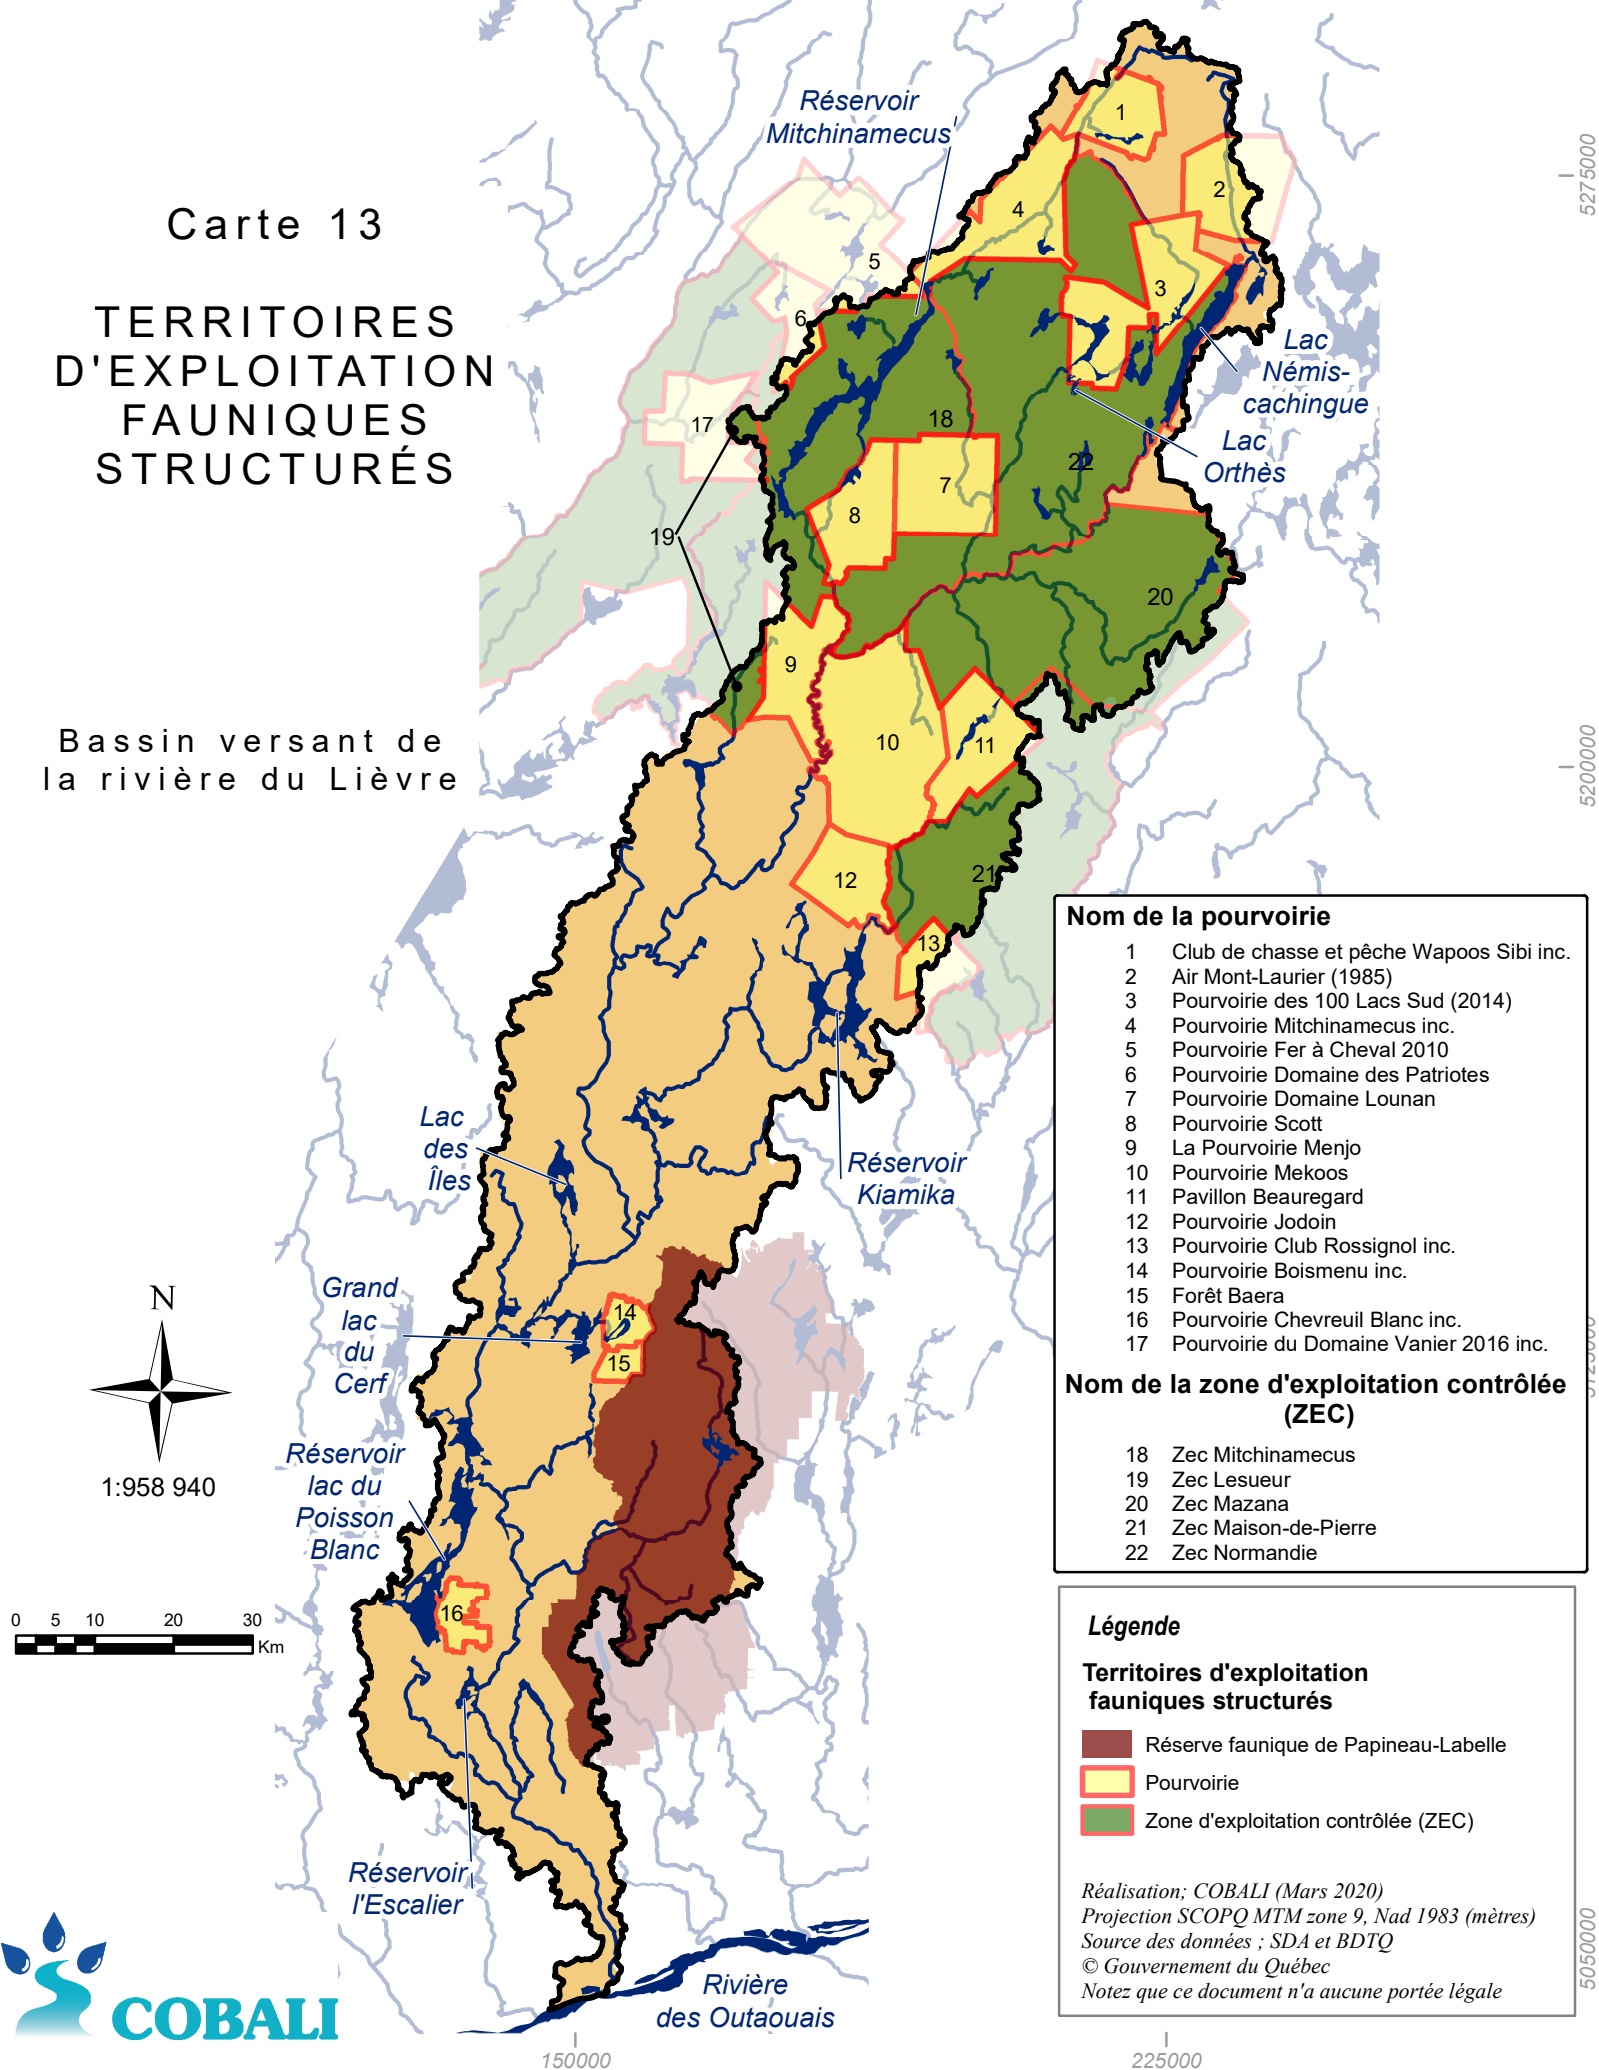 Carte 13
TERRITOIRES
D'EXPLOITATION
FAUNIQUES
STRUCTURÉS
Bassin versant de
la rivière du Lièvre
Réservoir
Mitchinamecus
1
2
4
5
3
6
Lac
Némis-
cachingue
17
18
Lac
Orthès
22
7
8
19
20
9
10
11
12
21
13
5275000
5200000
5050000
150000
225000
Lac
des
Îles
Réservoir
Kiamika
Grand
lac
du
Cerf
14
15
Réservoir
lac du
Poisson
Blanc
16
Réservoir
l'Escalier
Rivière
des Outaouais
N
1:958 940
0 5 10 20 30
Km
COBALI
Nom de la pourvoirie
1 Club de chasse et pêche Wapoos Sibi inc.
2 Air Mont-Laurier (1985)
3 Pourvoirie des 100 Lacs Sud (2014)
4 Pourvoirie Mitchinamecus inc.
5 Pourvoirie Fer à Cheval 2010
6 Pourvoirie Domaine des Patriotes
7 Pourvoirie Domaine Lounan
8 Pourvoirie Scott
9 La Pourvoirie Menjo
10 Pourvoirie Mekoos
11 Pavillon Beauregard
12 Pourvoirie Jodoin
13 Pourvoirie Club Rossignol inc.
14 Pourvoirie Boismenu inc.
15 Forêt Baera
16 Pourvoirie Chevreuil Blanc inc.
17 Pourvoirie du Domaine Vanier 2016 inc.
Nom de la zone d'exploitation contrôlée
(ZEC)
18 Zec Mitchinamecus
19 Zec Lesueur
20 Zec Mazana
21 Zec Maison-de-Pierre
22 Zec Normandie
Légende
Territoires d'exploitation
fauniques structurés
Réserve faunique de Papineau-Labelle
Pourvoirie
Zone d'exploitation contrôlée (ZEC)
Réalisation; COBALI (Mars 2020)
Projection SCOPQ MTM zone 9, Nad 1983 (mètres)
Source des données ; SDA et BDTQ
© Gouvernement du Québec
Notez que ce document n'a aucune portée légale